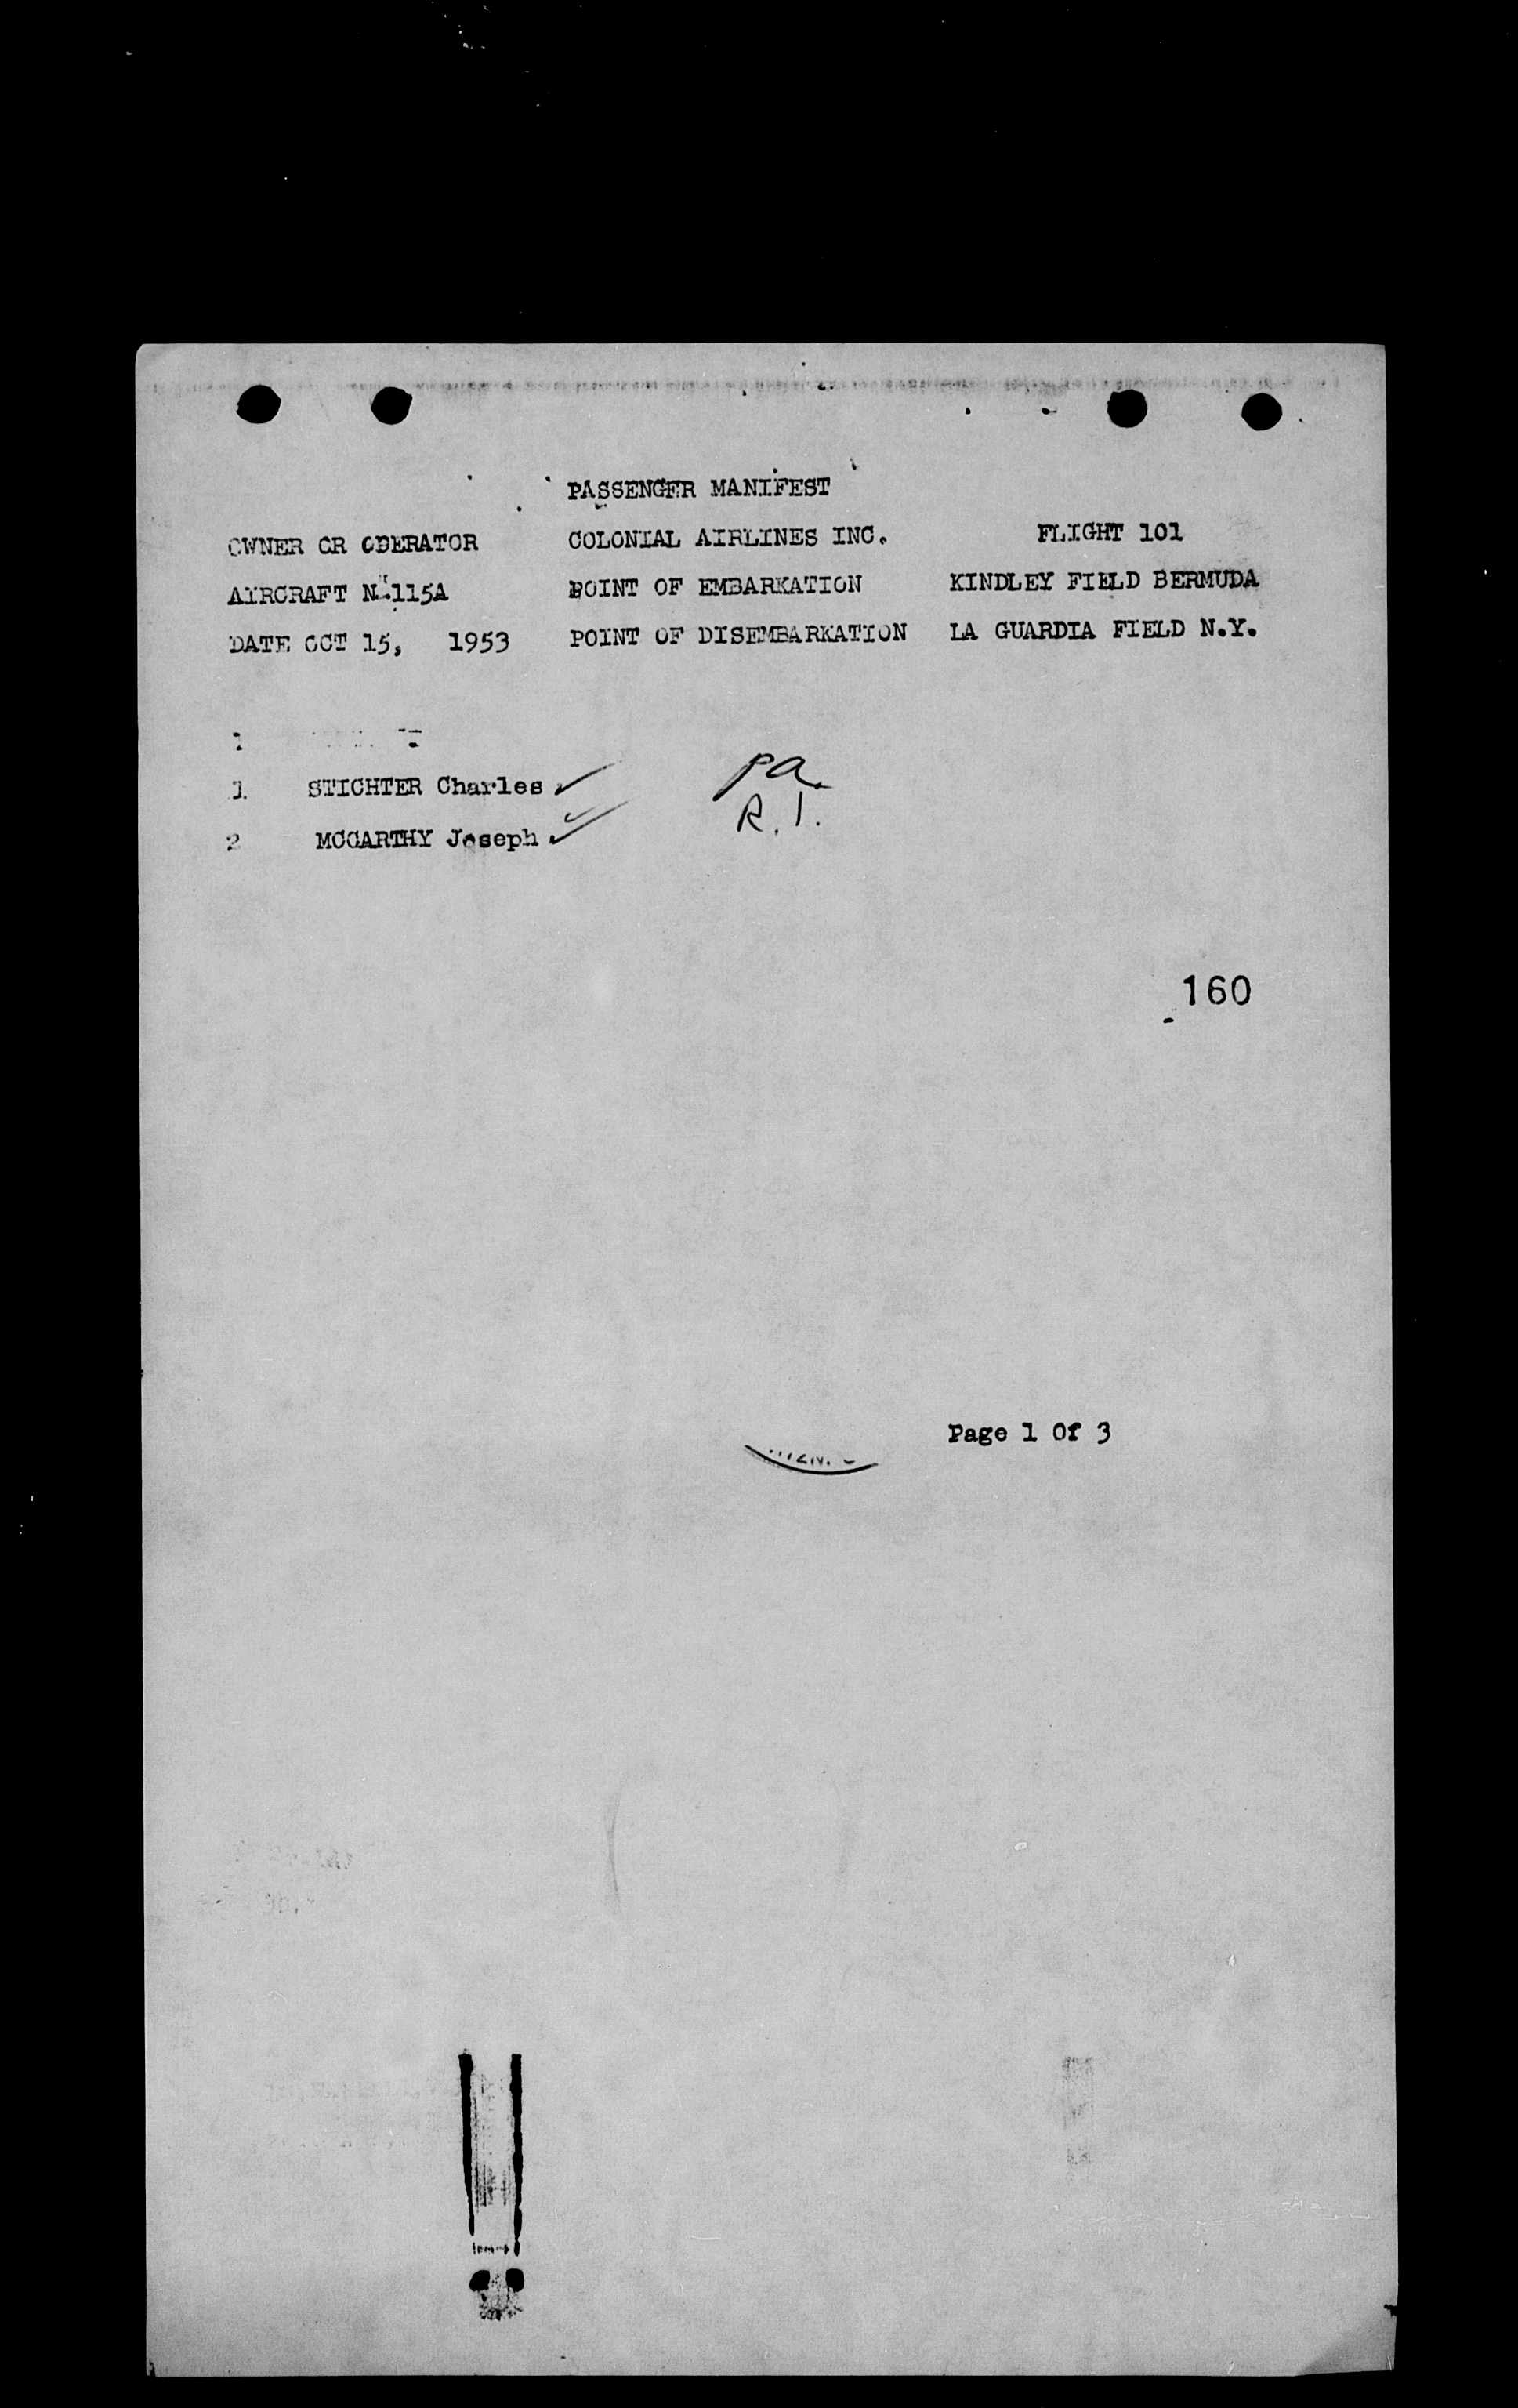 PASSENGER MANIFEST
OWNER OR OPERATOR COLONIAL AIRLINES INC. FLIGHT 101
AIRCRAFT N-115A POINT OF EMBARKATION KINDLEY FIELD BERMUDA
DATE OCT 15, 1953 POINT OF DISEMBARKATION LA GUARDIA FIELD N.Y.
1
1 STICHTER Charles pa.
2 MCCARTHY Joseph R.I.
160
Page 1 Of 3